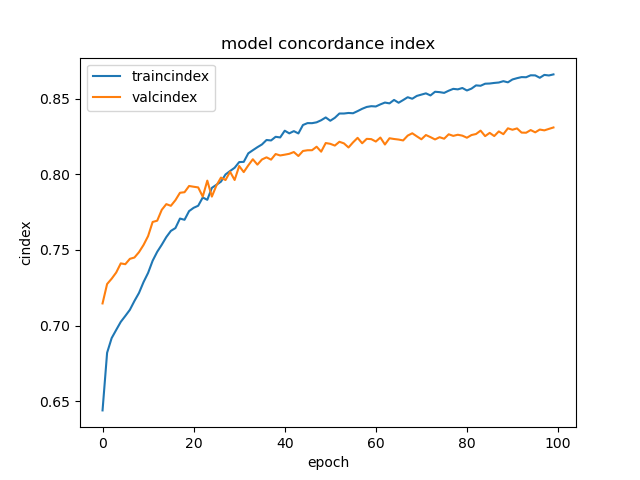 model concordance index
traincindex
valcindex
0.85
0.80
0.75
0.70
0.65
cindex
0 20 40 60 80 100
epoch